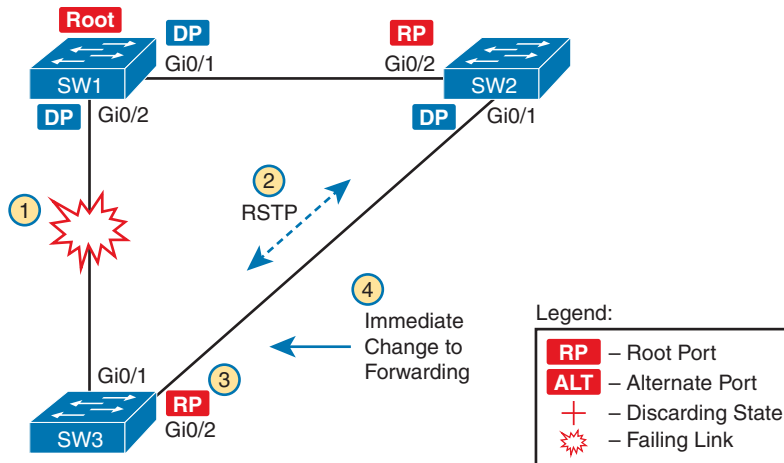 Root
DP
RP
Gi0/1
Gi0/2
SW1
SW2
DP
Gi0/2
DP
Gi0/1
1
2
RSTP
4
Immediate
Change to
Forwarding
Gi0/1
3
RP
SW3
Gi0/2
Legend:
RP – Root Port
ALT – Alternate Port
– Discarding State
– Failing Link